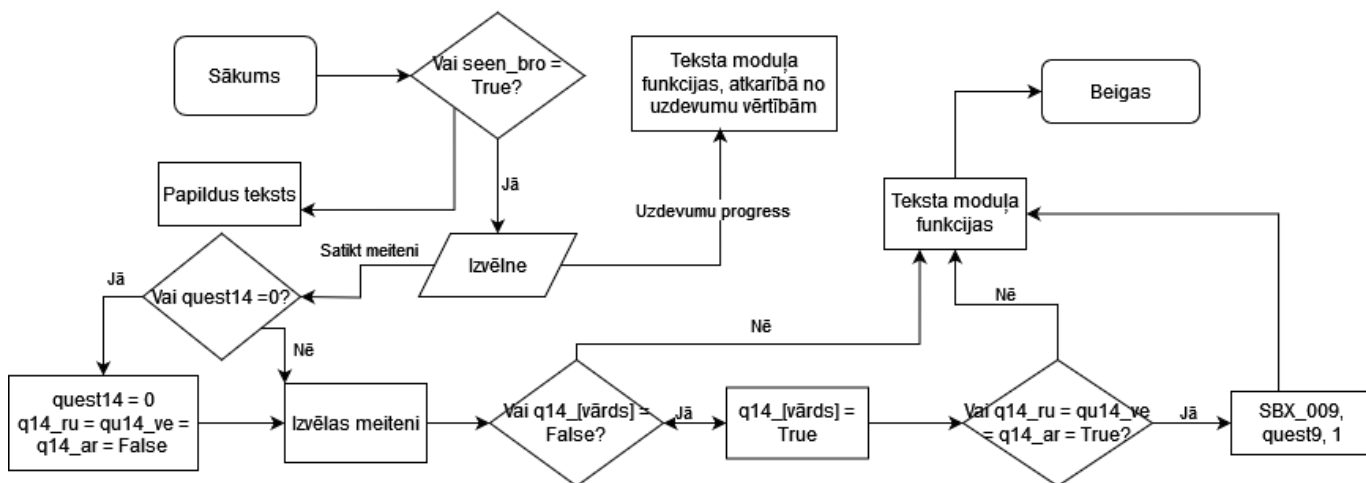 Sākums
Vai seen_bro =
True?
Teksta moduļa
funkcijas, atkarībā no
uzdevumu vērtībām
Beigas
Papildus teksts
Jā
Teksta moduļa
funkcijas
Uzdevumu progress
Satikt meiteni
Izvēlne
Jā
Vai quest14 =0?
Nē
Nē
Nē
quest14 = 0
q14_ru = qu14_ve =
q14_ar = False
Izvēlas meiteni
Vai q14_[vārds] =
False?
Jā
q14_[vārds] =
True
Vai q14_ru = qu14_ve
= q14_ar = True?
Jā
SBX_009,
quest9, 1